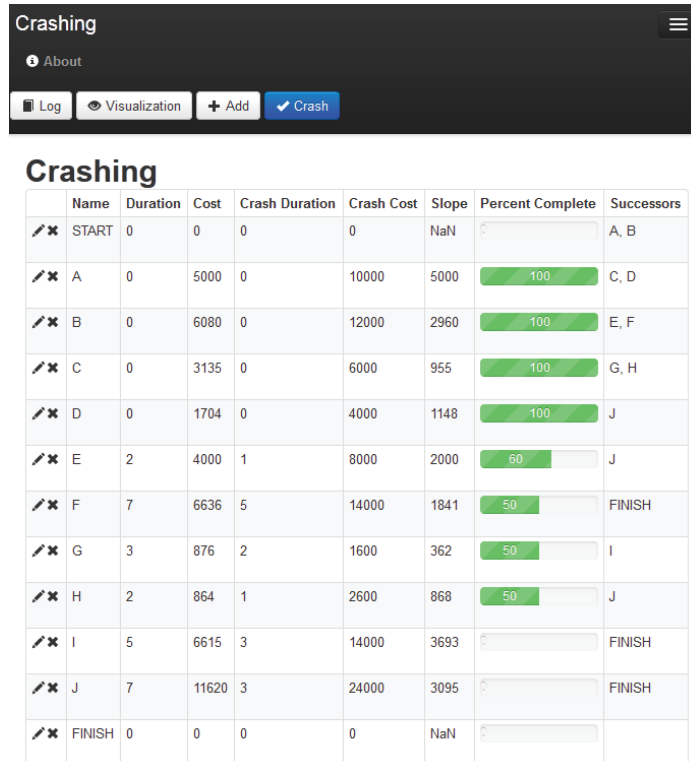 Crashing
About
Log Visualization Add Crash
Crashing
Name Duration Cost Crash Duration Crash Cost Slope Percent Complete Successors
START 0 0 0 0 NaN A, B
A 0 5000 0 10000 5000 100 C, D
B 0 6080 0 12000 2960 100 E, F
C 0 3135 0 6000 955 100 G, H
D 0 1704 0 4000 1148 100 J
E 2 4000 1 8000 2000 60 J
F 7 6636 5 14000 1841 50 FINISH
G 3 876 2 1600 362 50 I
H 2 864 1 2600 868 50 J
I 5 6615 3 14000 3693 FINISH
J 7 11620 3 24000 3095 FINISH
FINISH 0 0 0 0 NaN